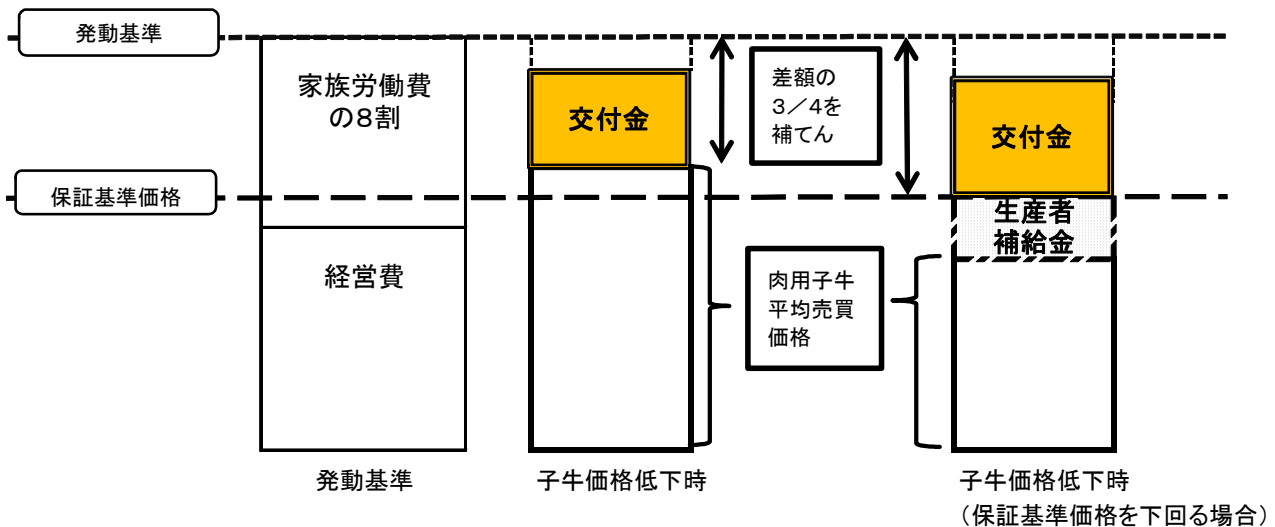 発動基準
家族労働費
の8割
交付金
差額の
3／4を
補てん
交付金
保証基準価格
生産者
補給金
経営費
肉用子牛
平均売買
価格
発動基準
子牛価格低下時
子牛価格低下時
（保証基準価格を下回る場合）